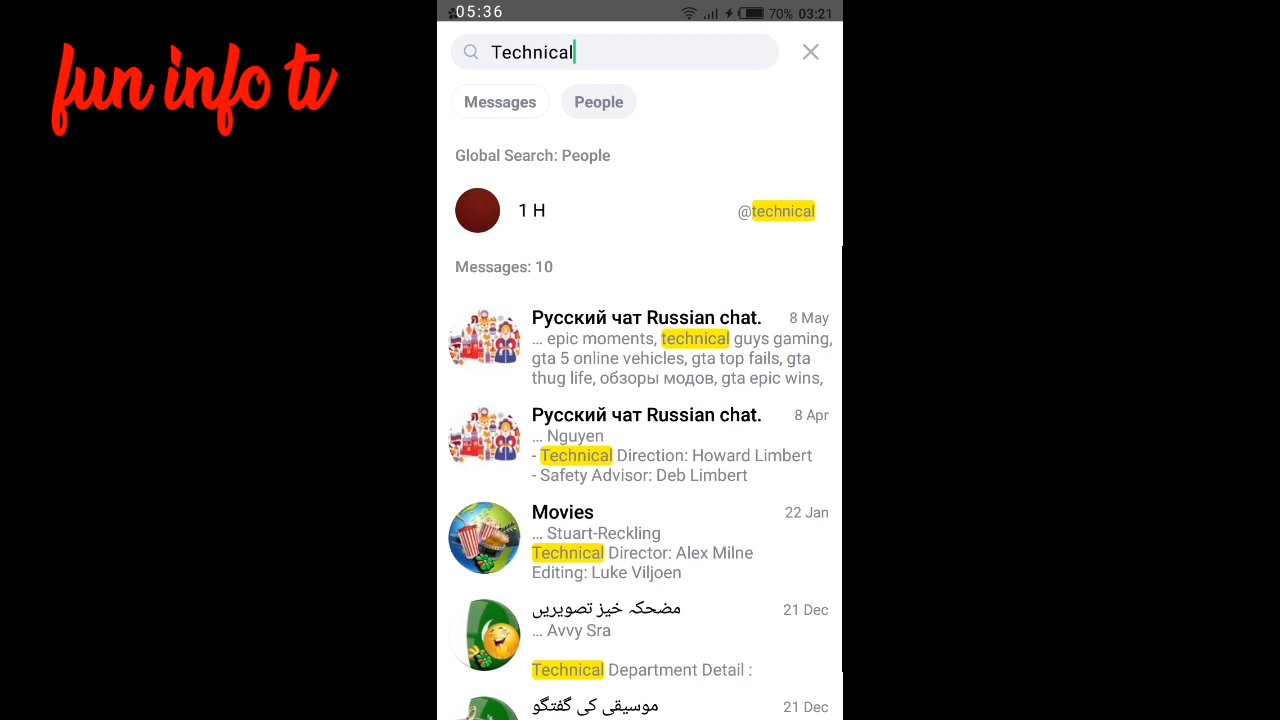 fun info tv
05:36
70% 03:21
Technical
Messages People
Global Search: People
1 H @technical
Messages: 10
Русский чат Russian chat. 8 May
... epic moments, technical guys gaming,
gta 5 online vehicles, gta top fails, gta
thug life, обзоры модов, gta epic wins,
Русский чат Russian chat. 8 Apr
... Nguyen
- Technical Direction: Howard Limbert
- Safety Advisor: Deb Limbert
Movies 22 Jan
... Stuart-Reckling
Technical Director: Alex Milne
Editing: Luke Viljoen
مضحکہ خیز تصویریں 21 Dec
... Avvy Sra
Technical Department Detail :
موسیقی کی گفتگو 21 Dec